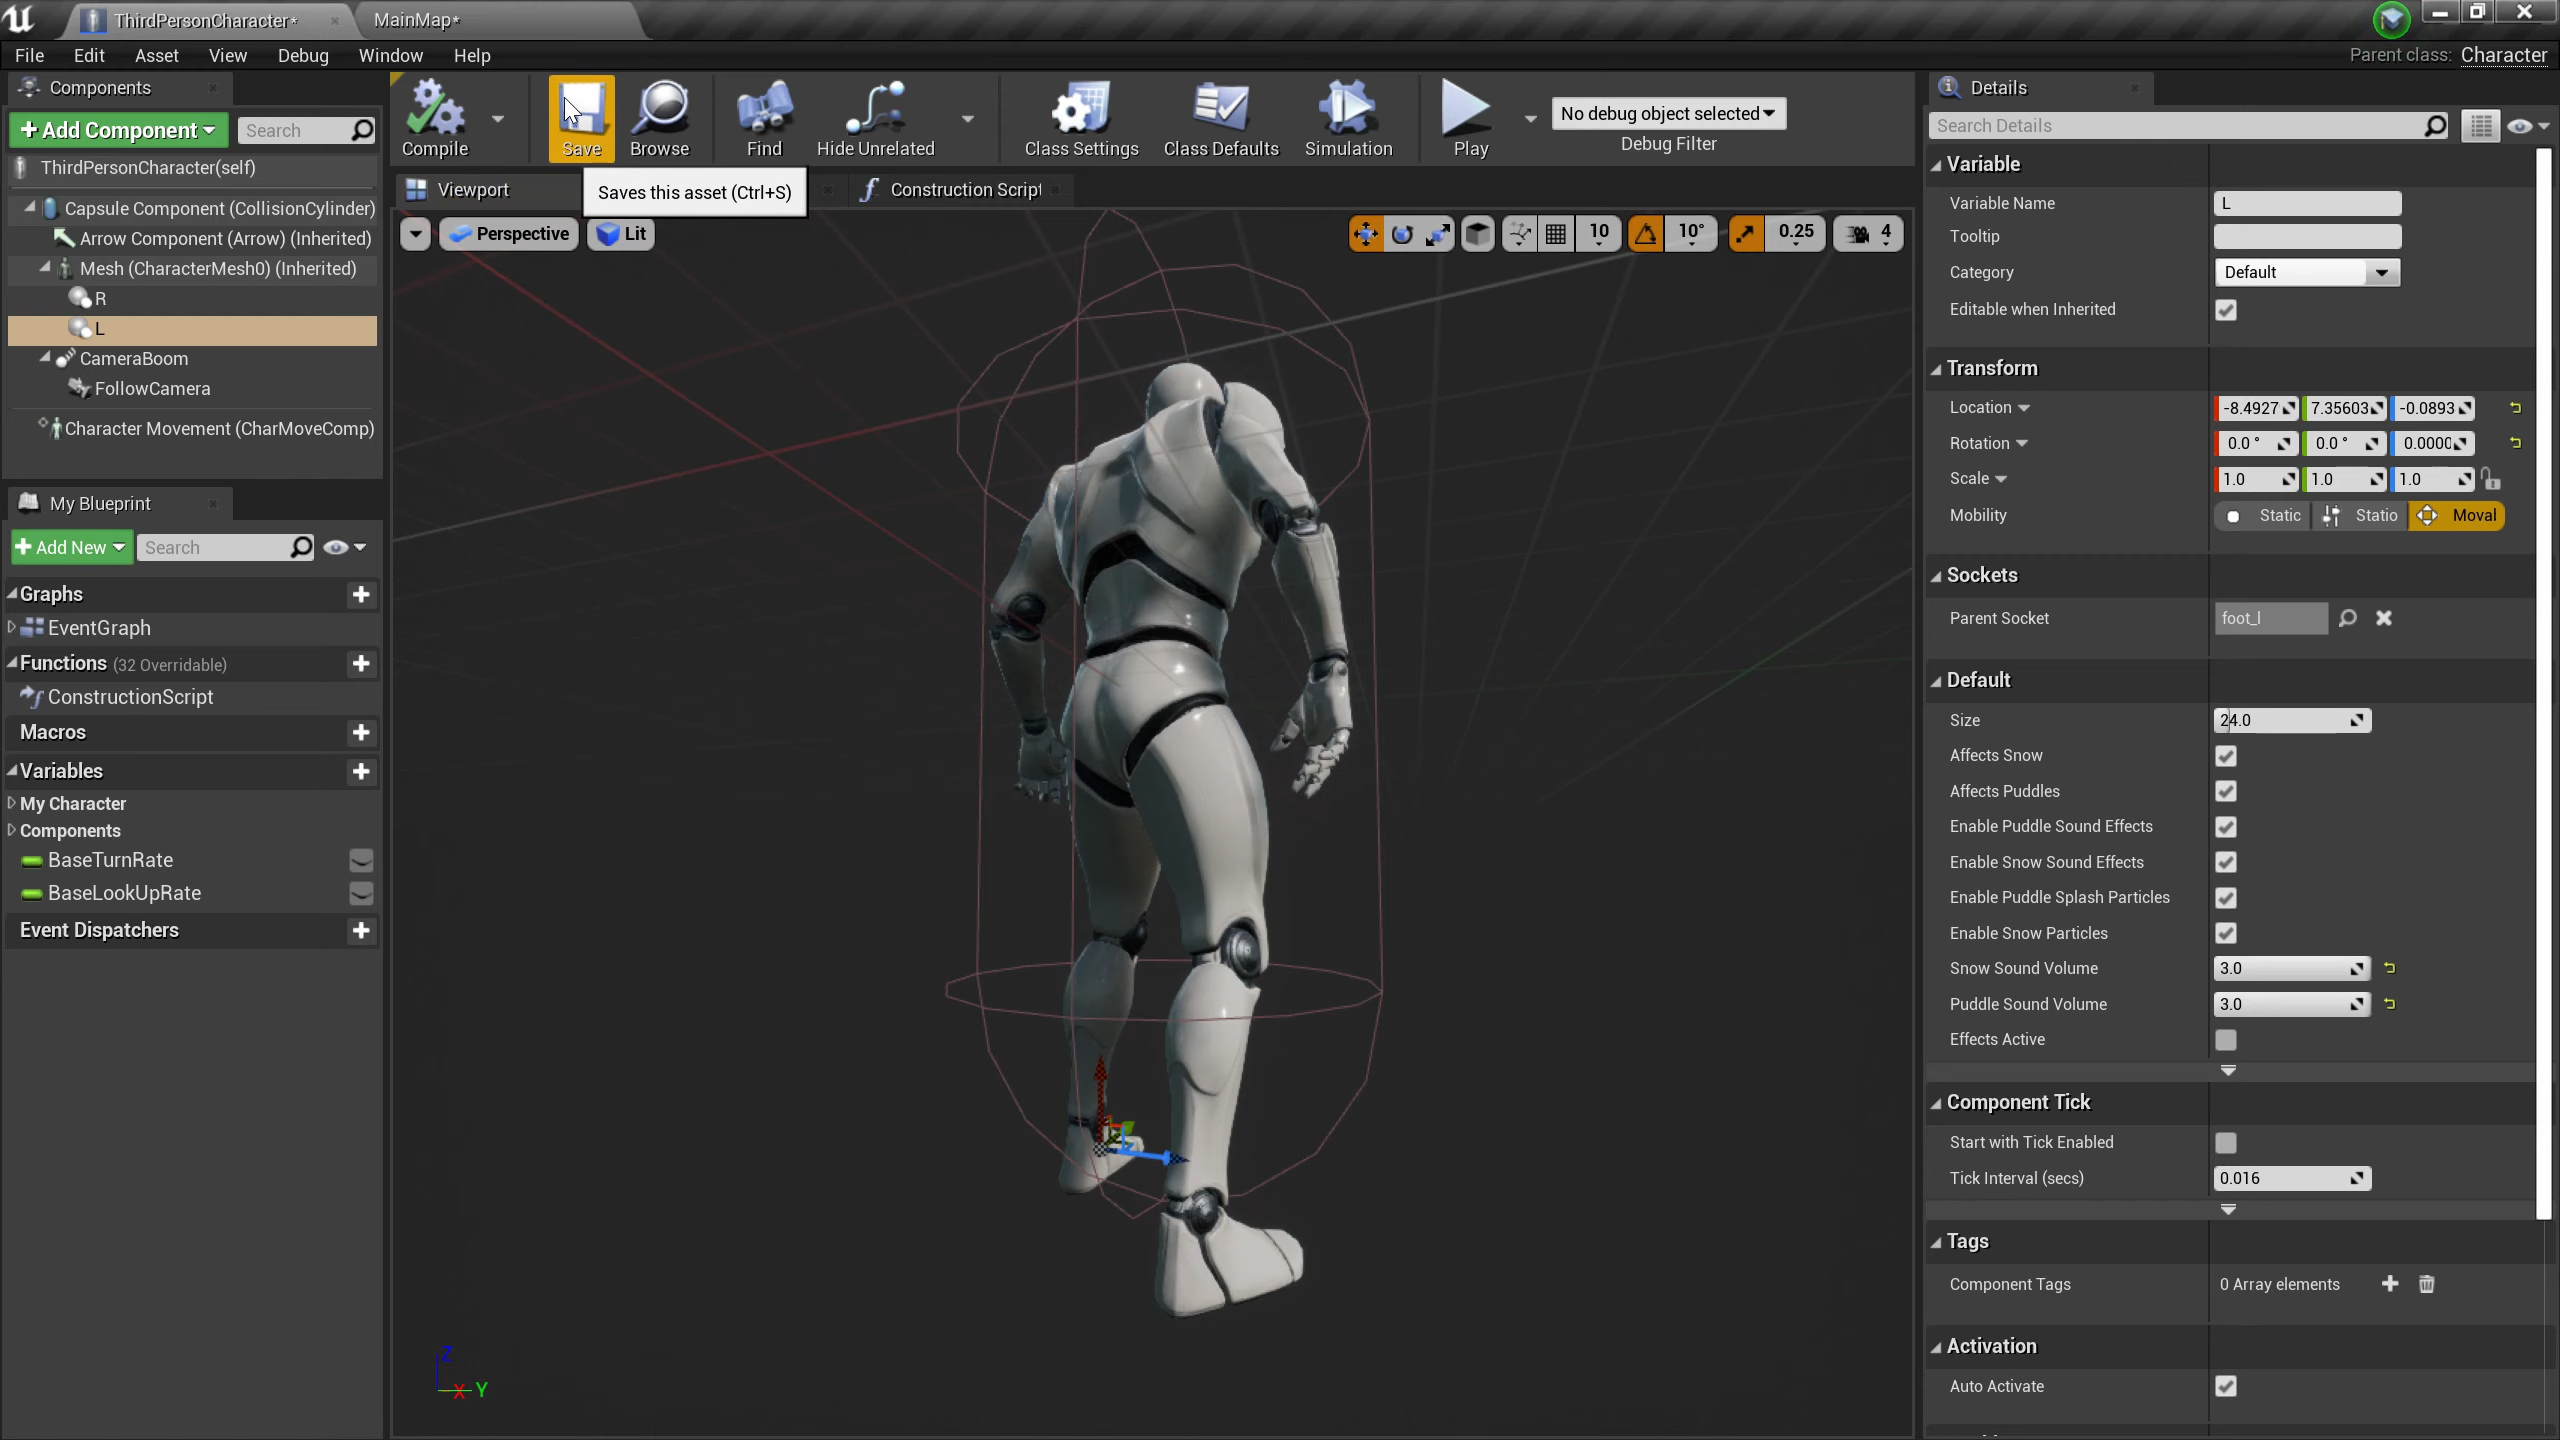 ThirdPersonCharacter*
MainMap*
File Edit Asset View Debug Window Help
Parent class: Character
Components
+ Add Component
Search
ThirdPersonCharacter(self)
Capsule Component (CollisionCylinder)
Arrow Component (Arrow) (Inherited)
Mesh (CharacterMesh0) (Inherited)
R
L
CameraBoom
FollowCamera
Character Movement (CharMoveComp)
My Blueprint
+ Add New
Search
Graphs
EventGraph
Functions (32 Overridable)
ConstructionScript
Macros
Variables
My Character
Components
BaseTurnRate
BaseLookUpRate
Event Dispatchers
Compile
Save
Browse
Find
Hide Unrelated
Class Settings
Class Defaults
Simulation
Play
No debug object selected
Debug Filter
Viewport
Saves this asset (Ctrl+S)
Construction Script
Perspective
Lit
10
10°
0.25
4
Z
X
Y
Details
Search Details
Variable
Variable Name L
Tooltip
Category Default
Editable when Inherited
Transform
Location -8.4927 7.35603 -0.0893
Rotation 0.0 ° 0.0 ° 0.0000
Scale 1.0 1.0 1.0
Mobility Static Statio Moval
Sockets
Parent Socket foot_l
Default
Size 24.0
Affects Snow
Affects Puddles
Enable Puddle Sound Effects
Enable Snow Sound Effects
Enable Puddle Splash Particles
Enable Snow Particles
Snow Sound Volume 3.0
Puddle Sound Volume 3.0
Effects Active
Component Tick
Start with Tick Enabled
Tick Interval (secs) 0.016
Tags
Component Tags 0 Array elements
Activation
Auto Activate